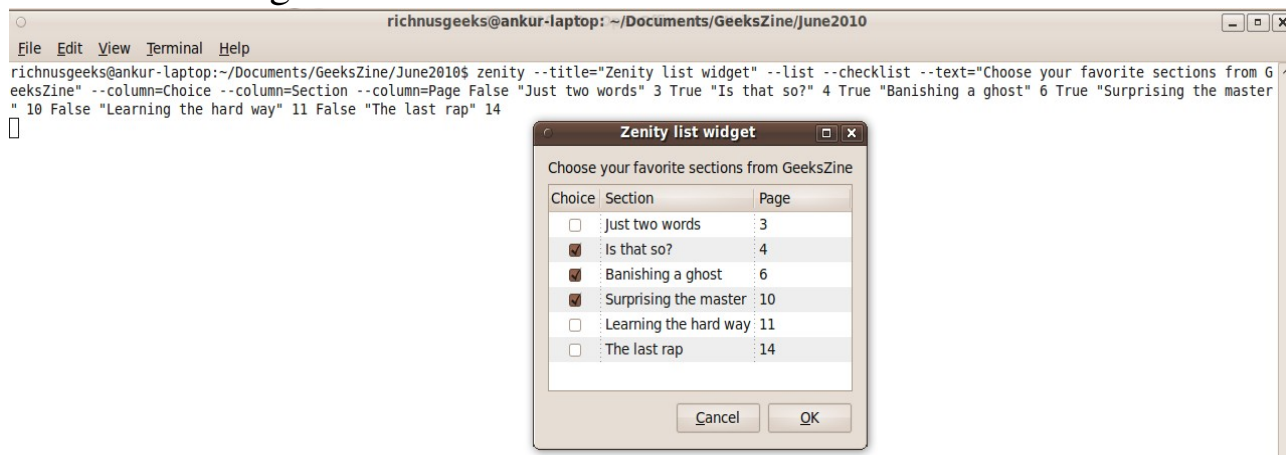 richnusgeeks@ankur-laptop: ~/Documents/GeeksZine/June2010
File Edit View Terminal Help
richnusgeeks@ankur-laptop:~/Documents/GeeksZine/June2010$ zenity --title="Zenity list widget" --list --checklist --text="Choose your favorite sections from G
eeksZine" --column=Choice --column=Section --column=Page False "Just two words" 3 True "Is that so?" 4 True "Banishing a ghost" 6 True "Surprising the master
" 10 False "Learning the hard way" 11 False "The last rap" 14
Zenity list widget
Choose your favorite sections from GeeksZine
Choice Section Page
Just two words 3
Is that so? 4
Banishing a ghost 6
Surprising the master 10
Learning the hard way 11
The last rap 14
Cancel OK